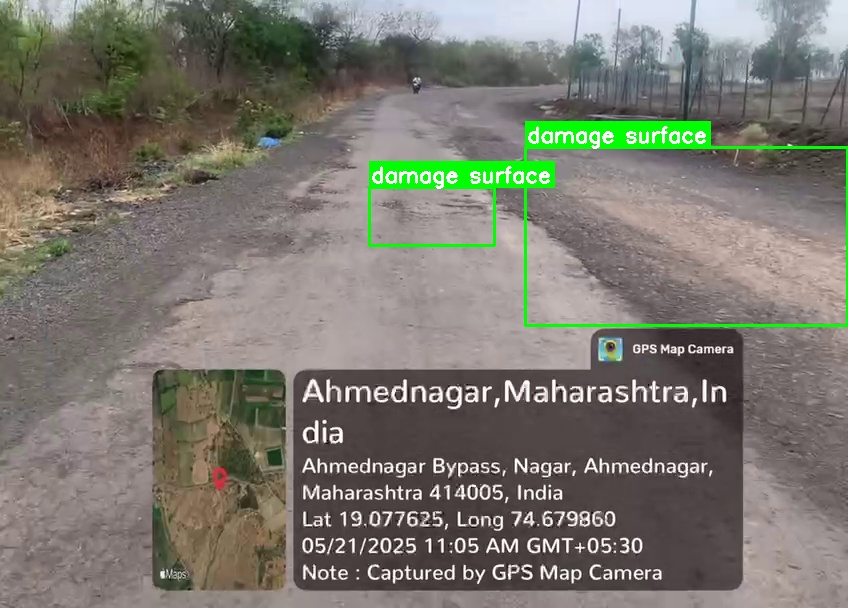 damage surface
damage surface
GPS Map Camera
Ahmednagar,Maharashtra,In
dia
Ahmednagar Bypass, Nagar, Ahmednagar,
Maharashtra 414005, India
Lat 19.077625, Long 74.679860
05/21/2025 11:05 AM GMT+05:30
Note : Captured by GPS Map Camera
Maps